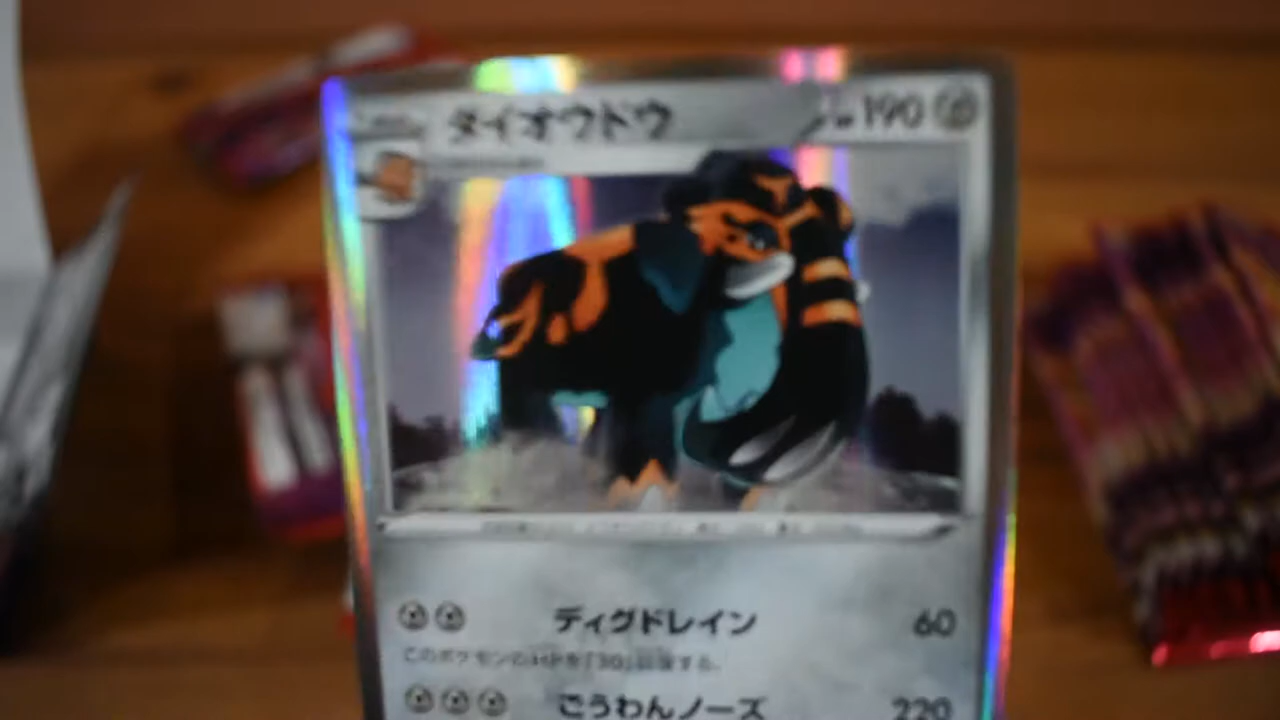 ダイオウドウ 190
ディグドレイン 60
このポケモンのHPを「30」回復する。
ごうわんノーズ 220